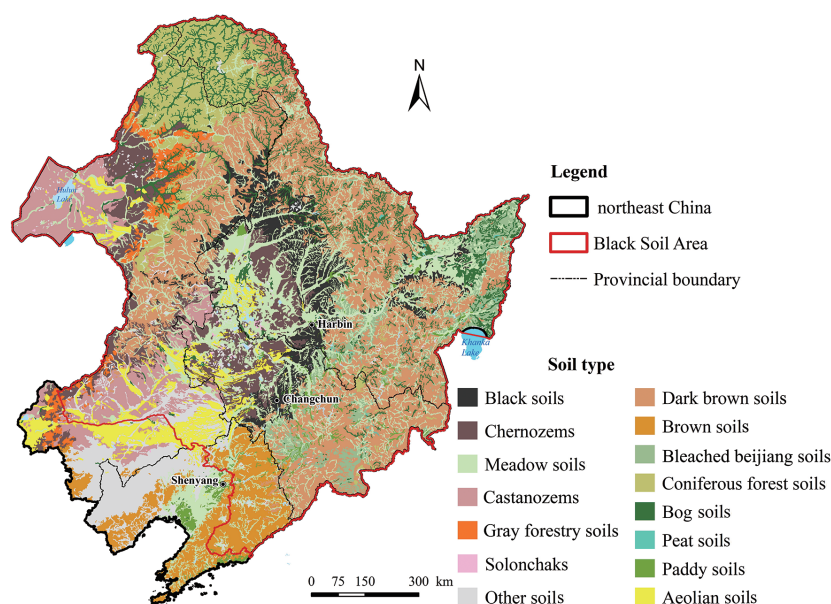 N
Hulun
Lake
Harbin
Khanka
Lake
Changchun
Shenyang
0 75 150 300 km
Legend
northeast China
Black Soil Area
Provincial boundary
Soil type
Black soils
Chernozems
Meadow soils
Castanozems
Gray forestry soils
Solonchaks
Other soils
Dark brown soils
Brown soils
Bleached beijiang soils
Coniferous forest soils
Bog soils
Peat soils
Paddy soils
Aeolian soils